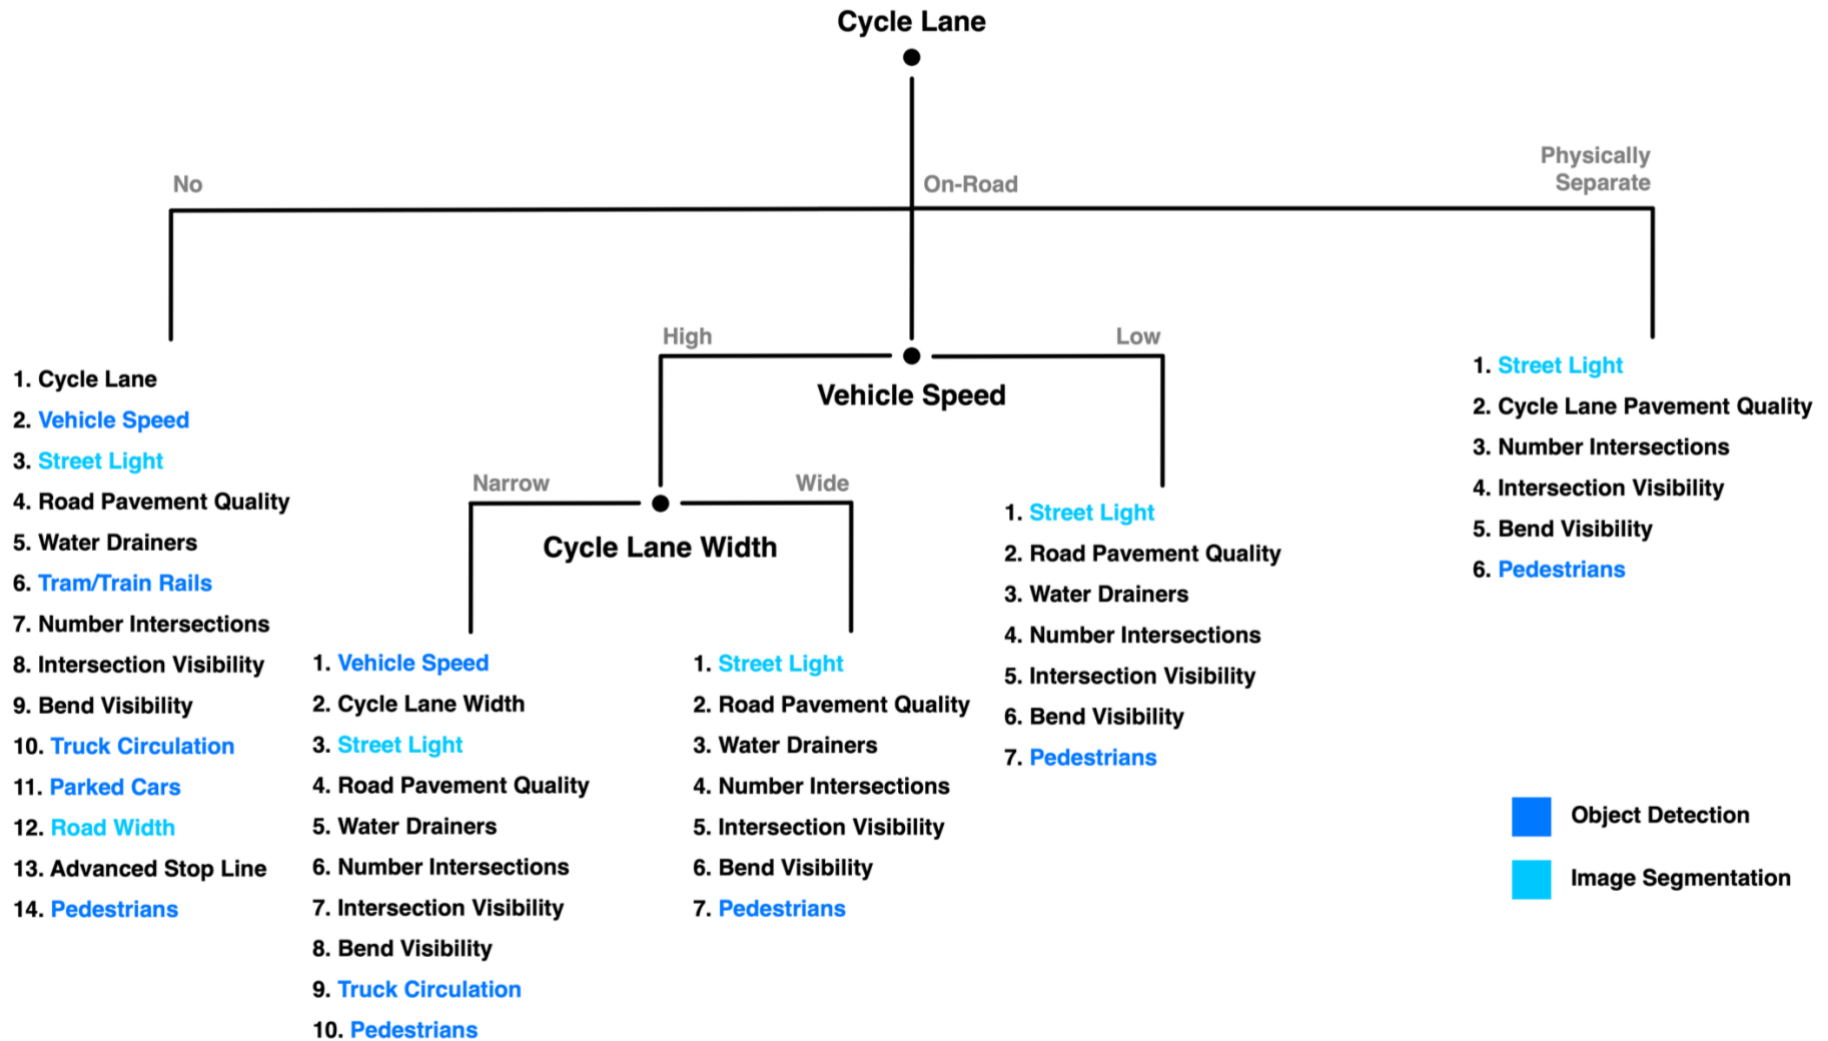 Cycle Lane
No
On-Road
Physically
Separate
High
Low
Vehicle Speed
Narrow
Wide
Cycle Lane Width
1. Cycle Lane
2. Vehicle Speed
3. Street Light
4. Road Pavement Quality
5. Water Drainers
6. Tram/Train Rails
7. Number Intersections
8. Intersection Visibility
9. Bend Visibility
10. Truck Circulation
11. Parked Cars
12. Road Width
13. Advanced Stop Line
14. Pedestrians
1. Vehicle Speed
2. Cycle Lane Width
3. Street Light
4. Road Pavement Quality
5. Water Drainers
6. Number Intersections
7. Intersection Visibility
8. Bend Visibility
9. Truck Circulation
10. Pedestrians
1. Street Light
2. Road Pavement Quality
3. Water Drainers
4. Number Intersections
5. Intersection Visibility
6. Bend Visibility
7. Pedestrians
1. Street Light
2. Road Pavement Quality
3. Water Drainers
4. Number Intersections
5. Intersection Visibility
6. Bend Visibility
7. Pedestrians
1. Street Light
2. Cycle Lane Pavement Quality
3. Number Intersections
4. Intersection Visibility
5. Bend Visibility
6. Pedestrians
Object Detection
Image Segmentation